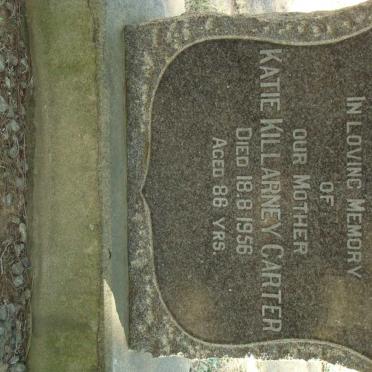 IN LOVING MEMORY
OF
OUR MOTHER
KATIE KILLARNEY CARTER
DIED 18·8·1956
AGED 86 YRS.